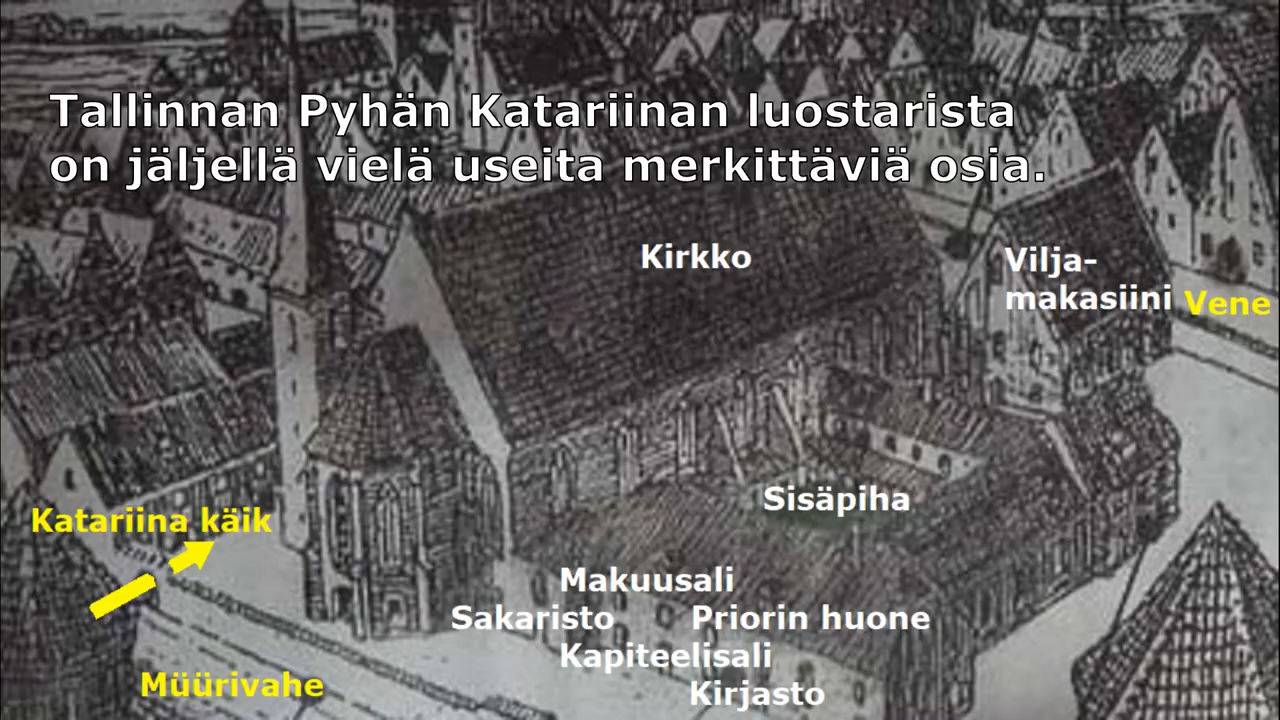 Tallinnan Pyhän Katariinan luostarista
on jäljellä vielä useita merkittäviä osia.
Kirkko
Vilja-
makasiini
Vene
Sisäpiha
Katariina käik
Makuusali
Sakaristo
Priorin huone
Kapiteelisali
Müürivahe
Kirjasto